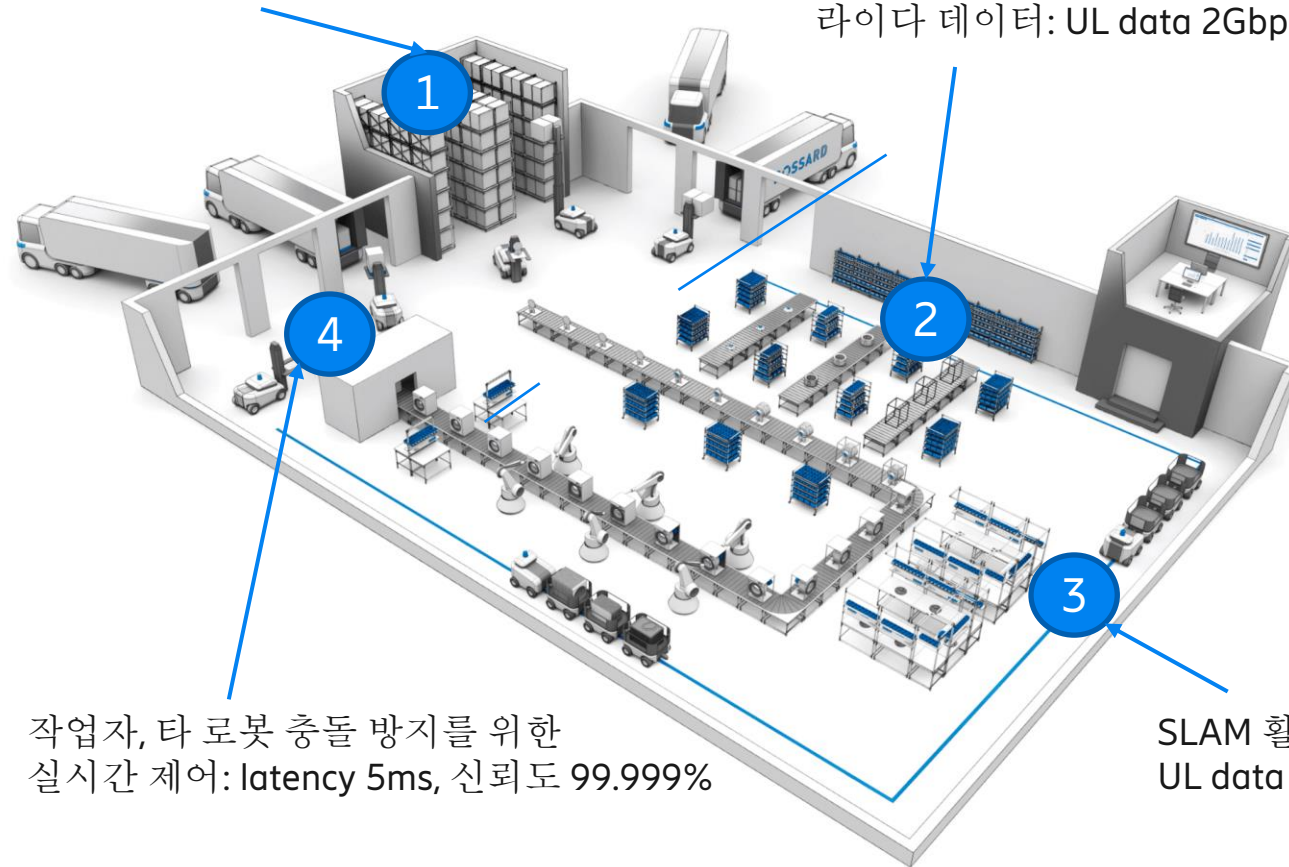 라이다 데이터: UL data 2Gbp
1
BOSSARD
2
4
3
작업자, 타 로봇 충돌 방지를 위한
실시간 제어: latency 5ms, 신뢰도 99.999%
SLAM 활
UL data